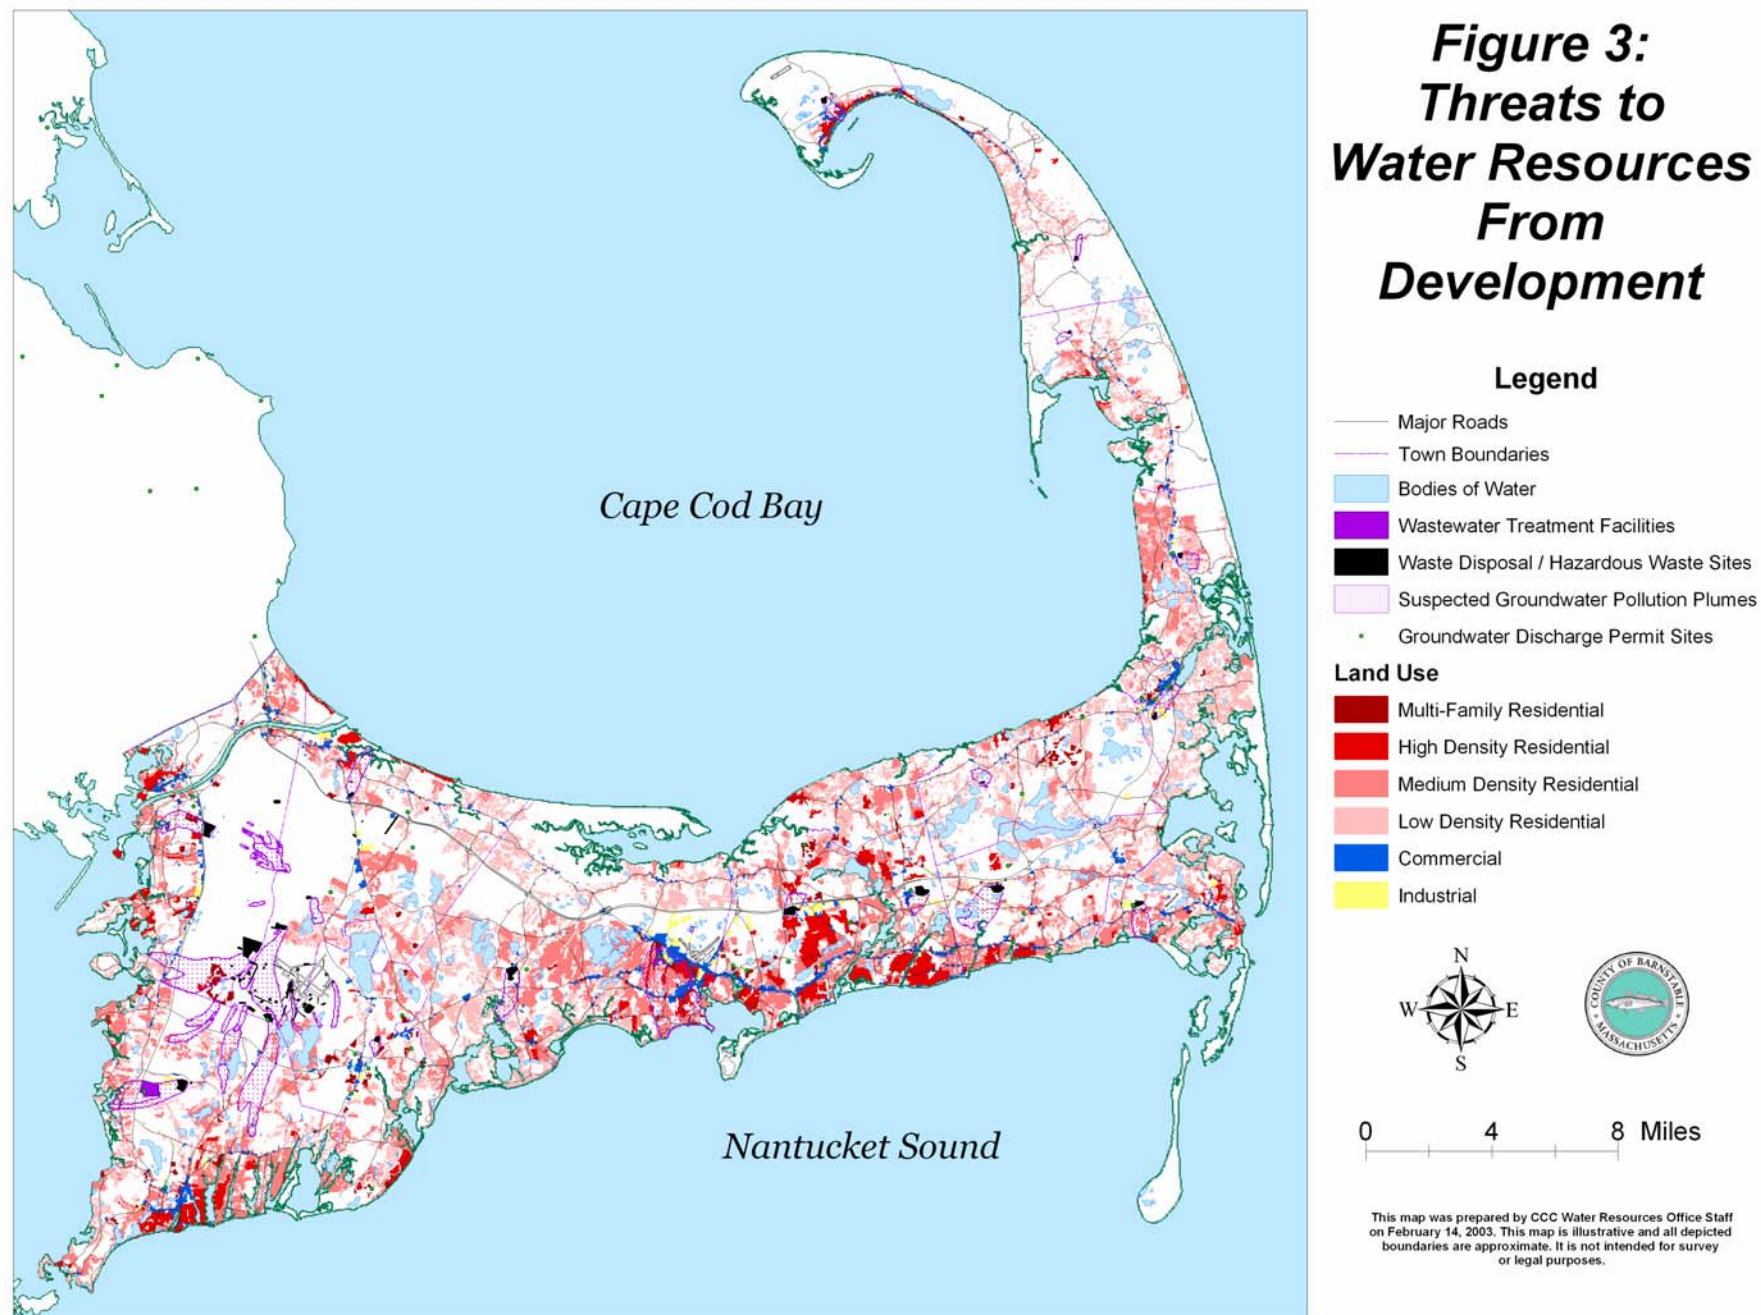 Figure 3:
Threats to
Water Resources
From
Development
Cape Cod Bay
Nantucket Sound
Legend
Major Roads
Town Boundaries
Bodies of Water
Wastewater Treatment Facilities
Waste Disposal / Hazardous Waste Sites
Suspected Groundwater Pollution Plumes
Groundwater Discharge Permit Sites
Land Use
Multi-Family Residential
High Density Residential
Medium Density Residential
Low Density Residential
Commercial
Industrial
N
W
E
S
COUNTY OF BARNSTABLE
MASSACHUSETTS
0 4 8 Miles
This map was prepared by CCC Water Resources Office Staff
on February 14, 2003. This map is illustrative and all depicted
boundaries are approximate. It is not intended for survey
or legal purposes.